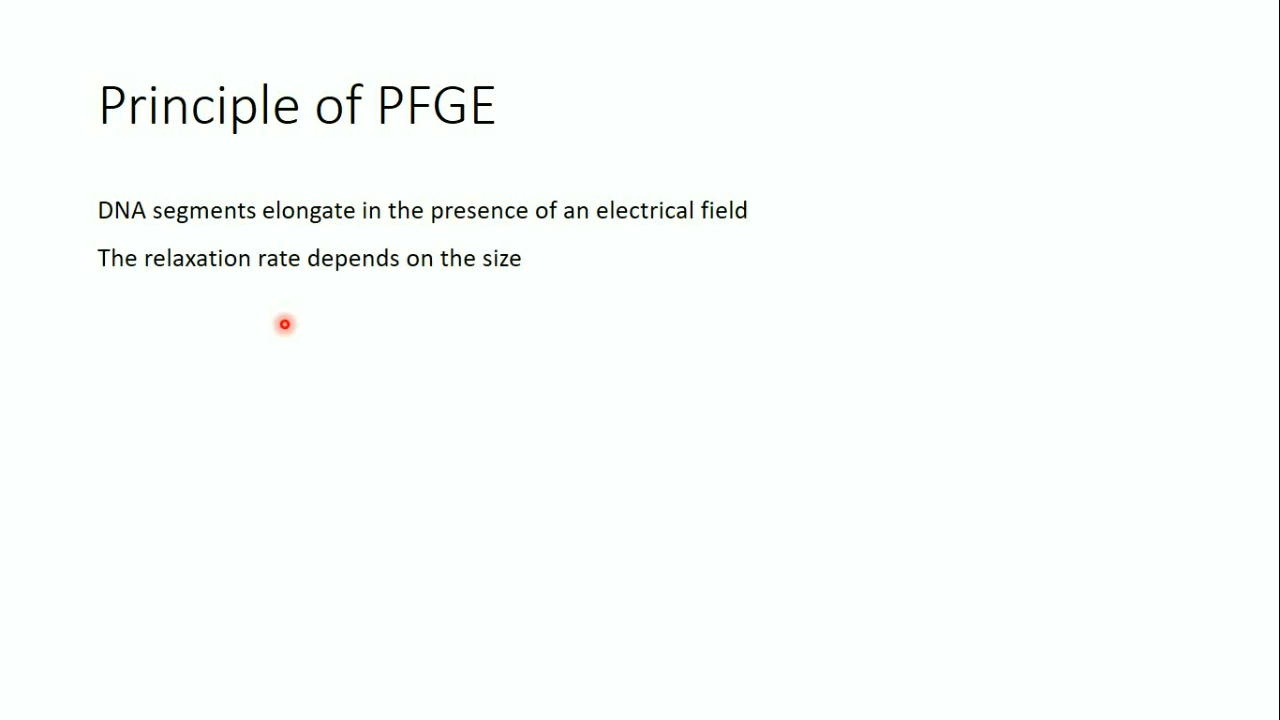 Principle of PFGE
DNA segments elongate in the presence of an electrical field
The relaxation rate depends on the size